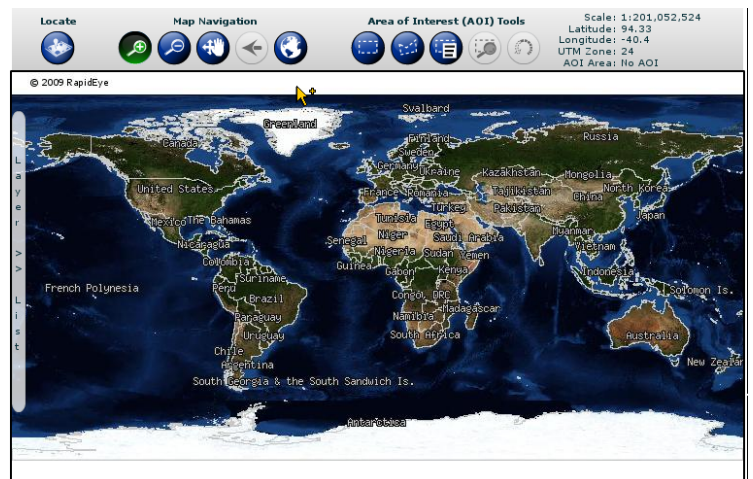 Locate
Map Navigation
Area of Interest (AOI) Tools
Scale: 1:201,052,524
Latitude: 94.33
Longitude: -40.4
UTM Zone: 24
AOI Area: No AOI
© 2009 RapidEye
Svalbard
Greenland
Canada
Finland
Russia
Sweden
Germany
Ukraine
Kazakhstan
Mongolia
United States
France
Romania
Tajikistan
China
North Korea
Turkey
Pakistan
Japan
Mexico
The Bahamas
Tunisia
Egypt
Nicaragua
Senegal
Niger
Saudi Arabia
Myanmar
Vietnam
Colombia
Guinea
Nigeria
Sudan
Yemen
Suriname
Gabon
Kenya
Indonesia
French Polynesia
Peru
Brazil
Congo, DRC
Solomon Is.
Paraguay
Namibia
Madagascar
Uruguay
South Africa
Australia
Chile
Argentina
New Zealan
South Georgia & the South Sandwich Is.
Antarctica
Layer >> List